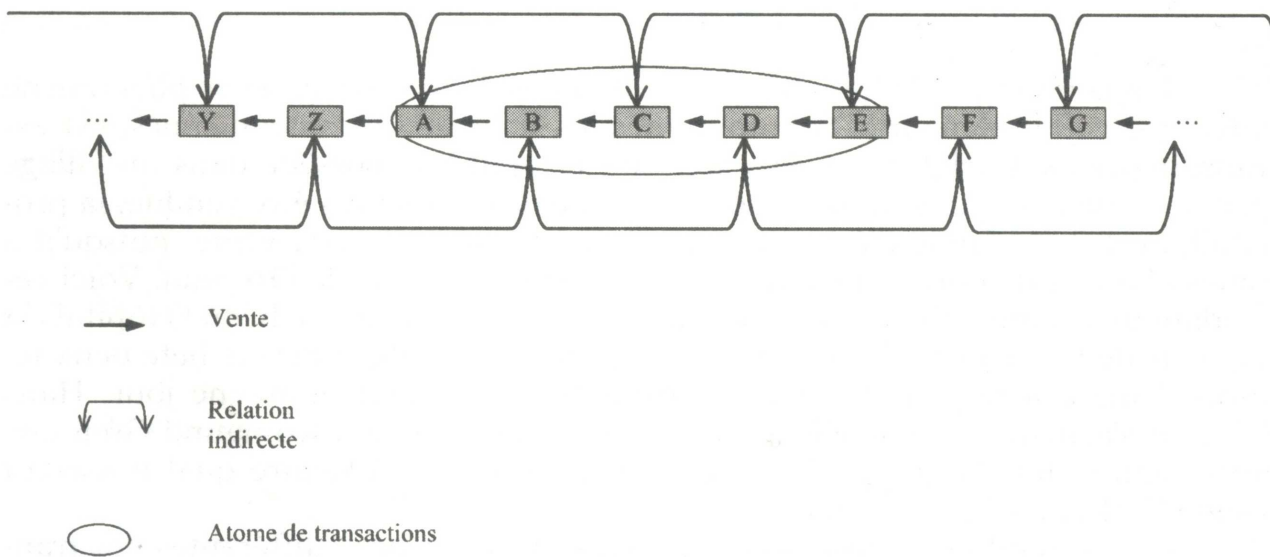 ... Y Z A B C D E F G ...
Vente
Relation
indirecte
Atome de transactions